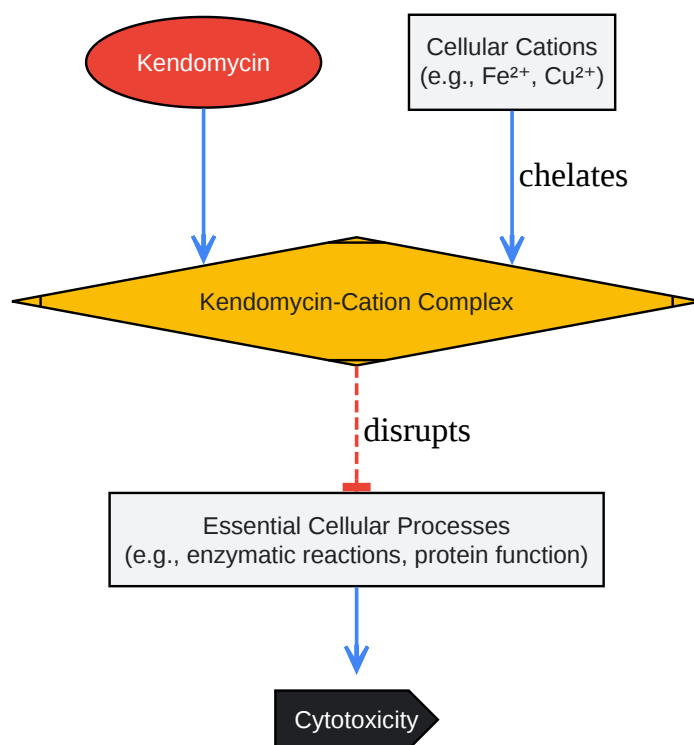 Kendomycin
Cellular Cations
(e.g., Fe²⁺, Cu²⁺)
chelates
Kendomycin-Cation Complex
disrupts
Essential Cellular Processes
(e.g., enzymatic reactions, protein function)
Cytotoxicity